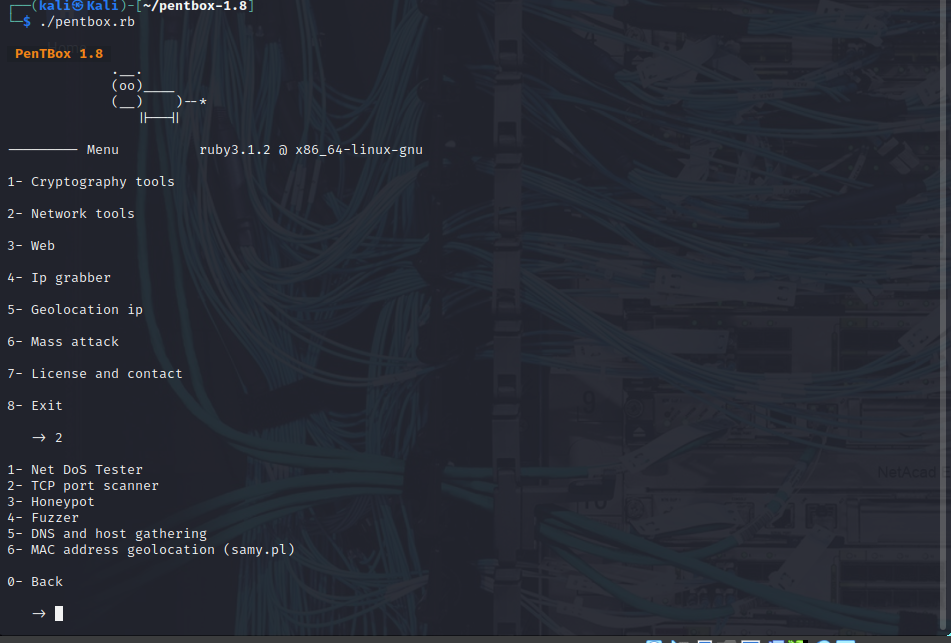 ┌──(kali㉿Kali)-[~/pentbox-1.8]
└─$ ./pentbox.rb
PenTBox 1.8
.__.
(oo)____
(__)    )--*
||---||
--------- Menu          ruby3.1.2 @ x86_64-linux-gnu
1- Cryptography tools
2- Network tools
3- Web
4- Ip grabber
5- Geolocation ip
6- Mass attack
7- License and contact
8- Exit
-> 2
1- Net DoS Tester
2- TCP port scanner
3- Honeypot
4- Fuzzer
5- DNS and host gathering
6- MAC address geolocation (samy.pl)
0- Back
->
NetAcad